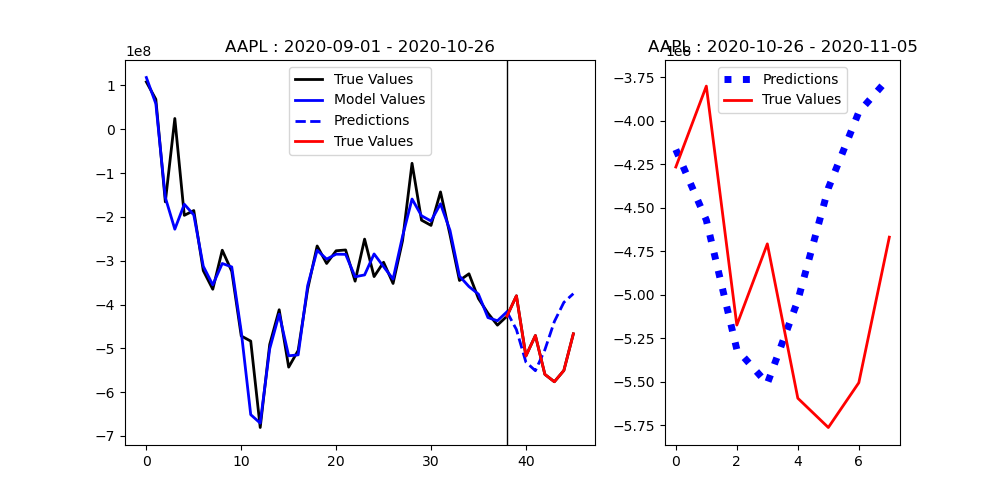 AAPL : 2020-09-01 - 2020-10-26
1e8
True Values
Model Values
Predictions
True Values
1
0
−1
−2
−3
−4
−5
−6
−7
0
10
20
30
40
AAPL : 2020-10-26 - 2020-11-05
1e8
Predictions
True Values
−3.75
−4.00
−4.25
−4.50
−4.75
−5.00
−5.25
−5.50
−5.75
0
2
4
6